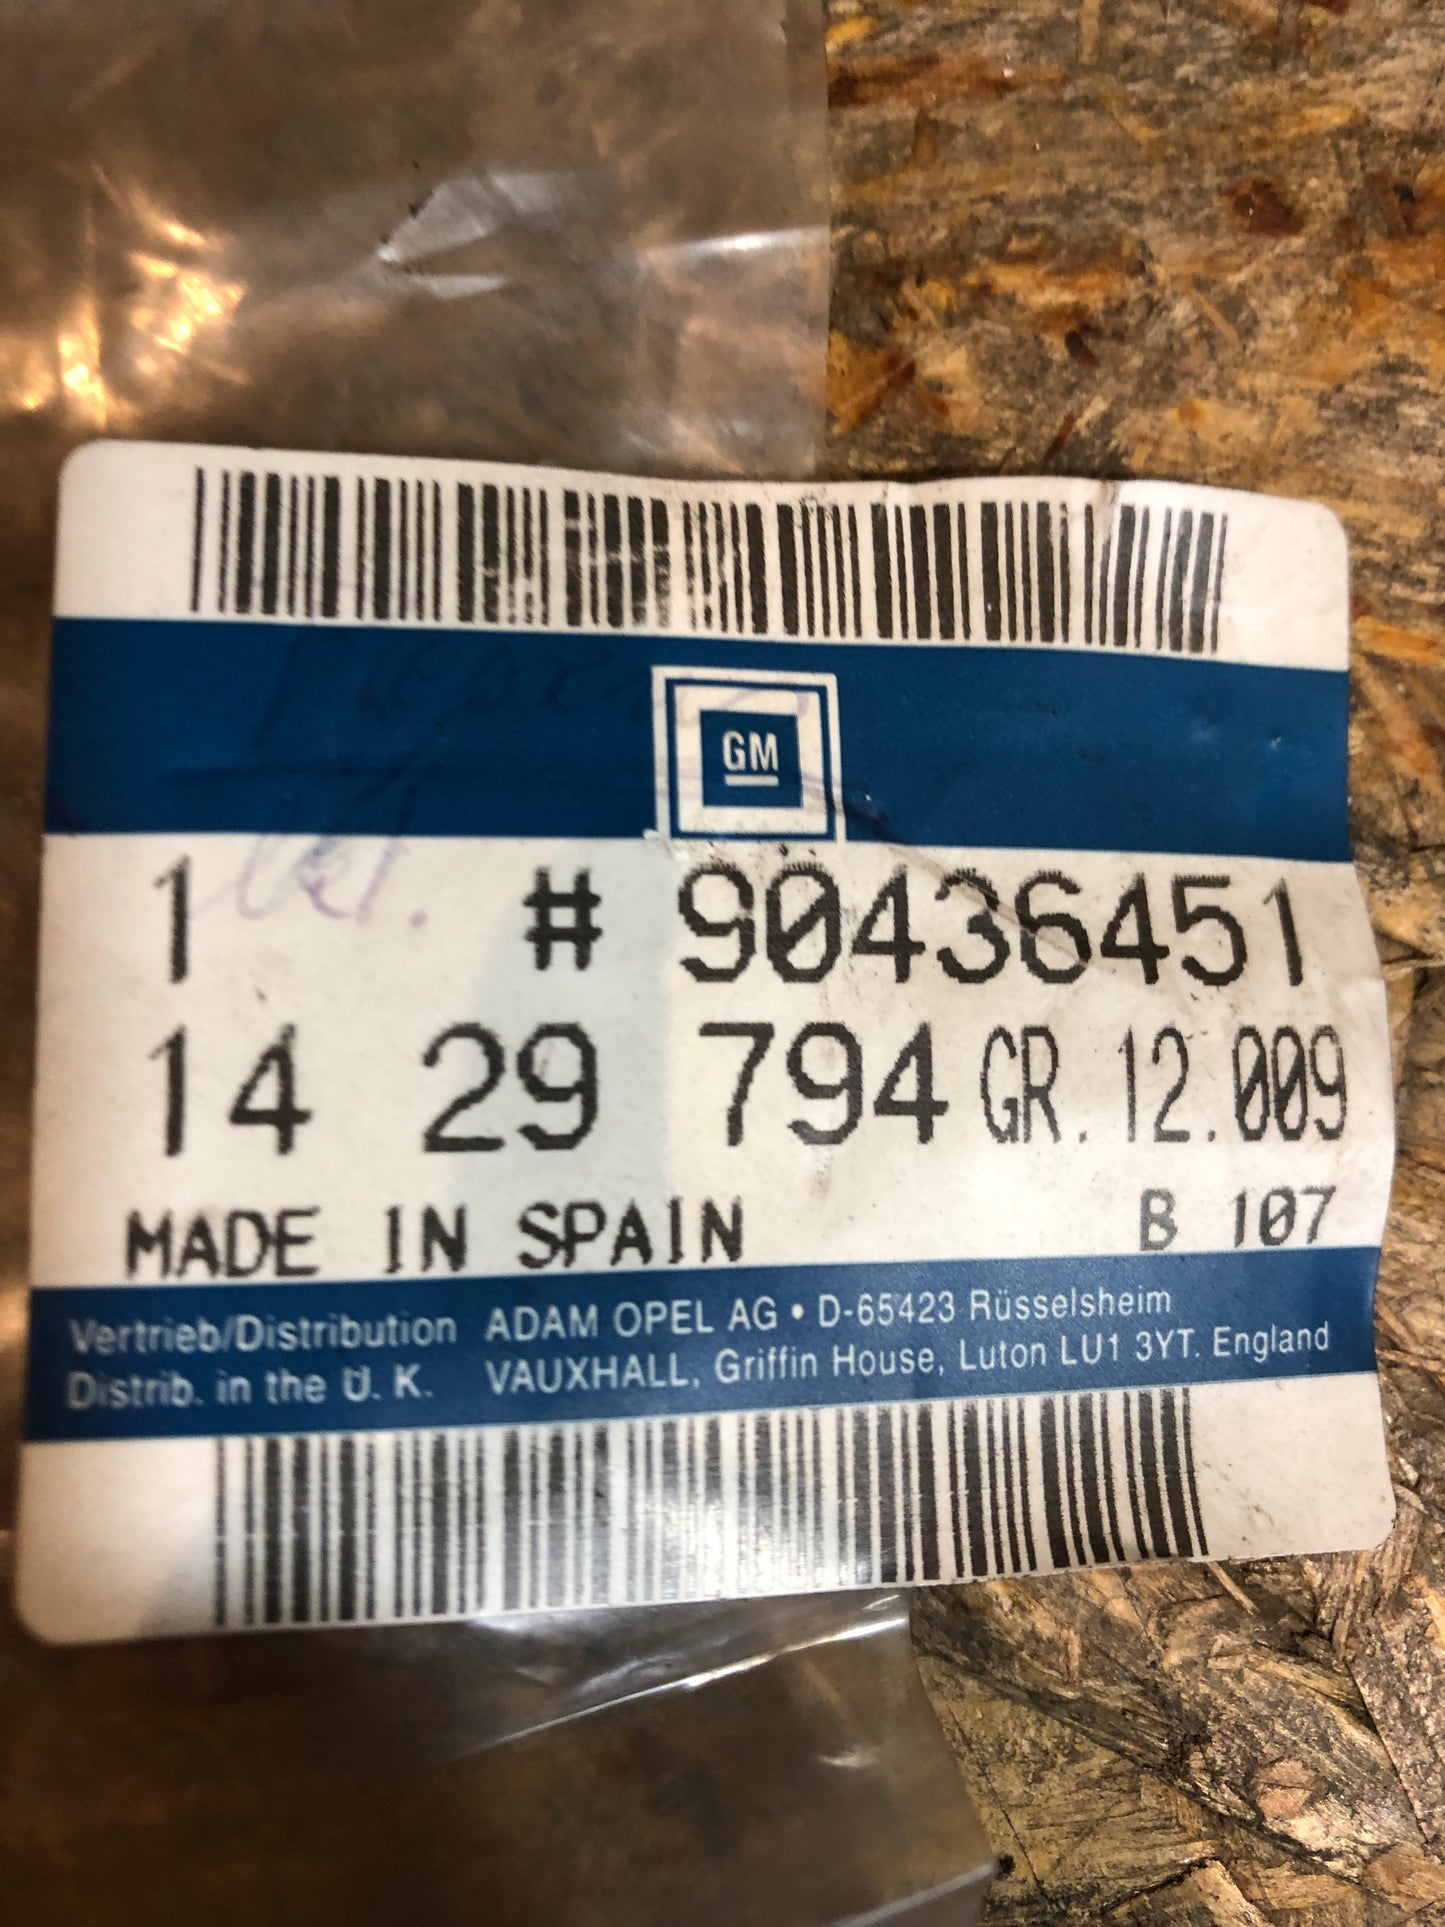 GM
1 # 90436451
14 29 794 GR. 12.009
MADE IN SPAIN B 107
Vertrieb/Distribution ADAM OPEL AG • D-65423 Rüsselsheim
Distrib. in the U. K. VAUXHALL, Griffin House, Luton LU1 3YT. England